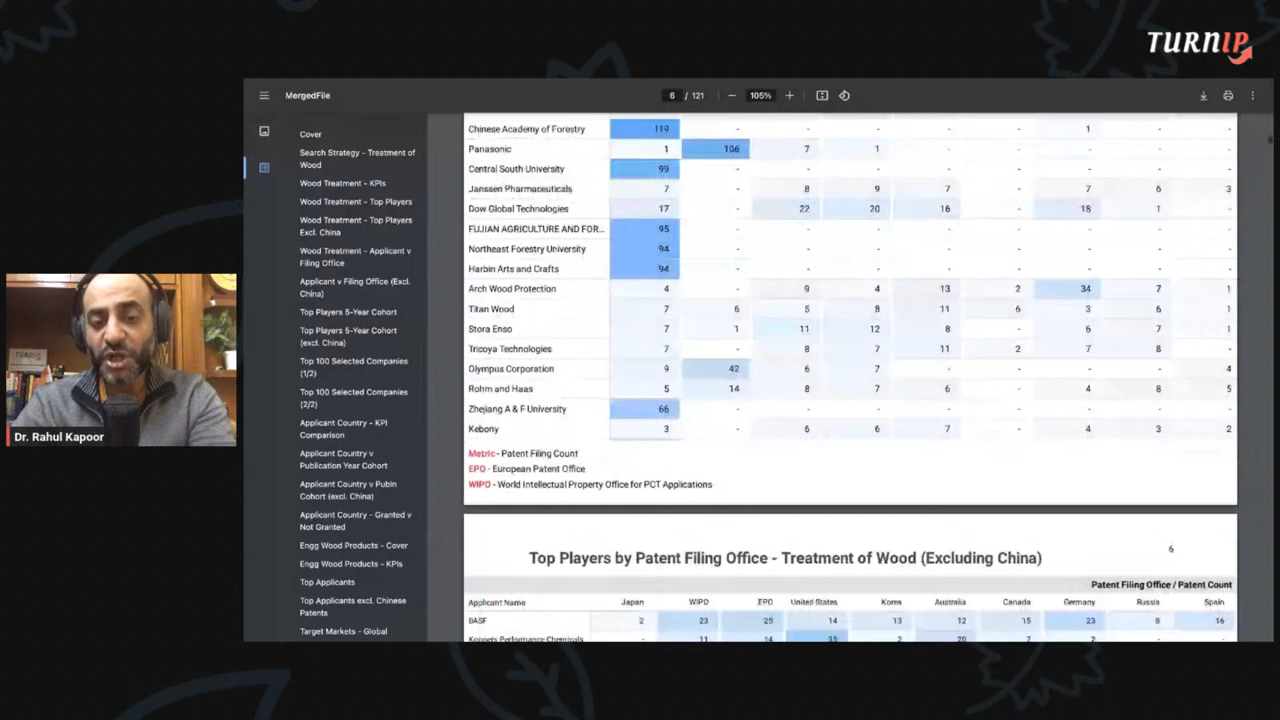 TURNIP
MergedFile
6 / 121
105%
Cover
Search Strategy - Treatment of
Wood
Wood Treatment - KPIs
Wood Treatment - Top Players
Wood Treatment - Top Players
Excl. China
Wood Treatment - Applicant v
Filing Office
Applicant v Filing Office (Excl.
China)
Top Players 5-Year Cohort
Top Players 5-Year Cohort
(excl. China)
Top 100 Selected Companies
(1/2)
Top 100 Selected Companies
(2/2)
Applicant Country - KPI
Comparison
Applicant Country v
Publication Year Cohort
Applicant Country v Pubin
Cohort (excl. China)
Applicant Country - Granted v
Not Granted
Engg Wood Products - Cover
Engg Wood Products - KPIs
Top Applicants
Top Applicants excl. Chinese
Patents
Target Markets - Global
Chinese Academy of Forestry 119 - - - - - 1 - -
Panasonic 1 106 7 1 - - - - -
Central South University 99 - - - - - - - -
Janssen Pharmaceuticals 7 - 8 9 7 - 7 6 3
Dow Global Technologies 17 - 22 20 16 - 18 1 -
FUJIAN AGRICULTURE AND FOR... 95 - - - - - - - -
Northeast Forestry University 94 - - - - - - - -
Harbin Arts and Crafts 94 - - - - - - - -
Arch Wood Protection 4 - 9 4 13 2 34 7 1
Titan Wood 7 6 5 8 11 6 3 6 1
Stora Enso 7 1 11 12 8 - 6 7 1
Tricoya Technologies 7 - 8 7 11 2 7 8 -
Olympus Corporation 9 42 6 7 - - - - 4
Rohm and Haas 5 14 8 7 6 - 4 8 5
Zhejiang A & F University 66 - - - - - - - -
Kebony 3 - 6 6 7 - 4 3 2
Metric - Patent Filing Count
EPO - European Patent Office
WIPO - World Intellectual Property Office for PCT Applications
6
Top Players by Patent Filing Office - Treatment of Wood (Excluding China)
Patent Filing Office / Patent Count
Applicant Name Japan WIPO EPO United States Korea Australia Canada Germany Russia Spain
BASF 2 23 25 14 13 12 15 23 8 16
Koppers Performance Chemicals - 11 14 35 2 20 7 2 - -
TURNIP
Dr. Rahul Kapoor